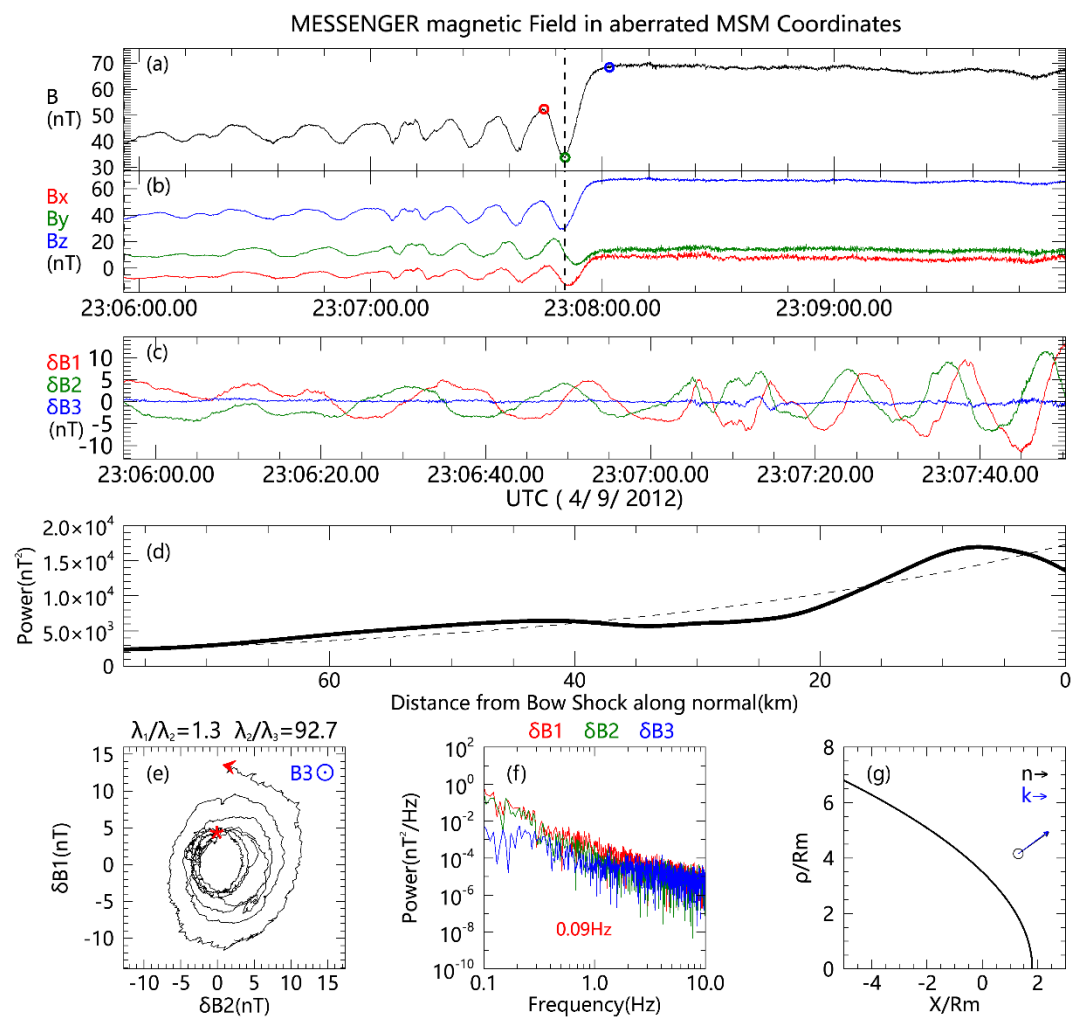 MESSENGER magnetic Field in aberrated MSM Coordinates
(a)
B
(nT)
70
60
50
40
30
(b)
Bx
By
Bz
(nT)
60
40
20
0
23:06:00.00 23:07:00.00 23:08:00.00 23:09:00.00
(c)
δB1
δB2
δB3
(nT)
10
5
0
-5
-10
23:06:00.00 23:06:20.00 23:06:40.00 23:07:00.00 23:07:20.00 23:07:40.00
UTC ( 4/ 9/ 2012)
(d)
Power(nT²)
2.0×10⁴
1.5×10⁴
1.0×10⁴
5.0×10³
0
60 40 20 0
Distance from Bow Shock along normal(km)
λ₁/λ₂=1.3 λ₂/λ₃=92.7
(e)
B3
δB1(nT)
15
10
5
0
-5
-10
-10 -5 0 5 10 15
δB2(nT)
δB1 δB2 δB3
(f)
Power(nT²/Hz)
10²
10⁰
10⁻²
10⁻⁴
10⁻⁶
10⁻⁸
10⁻¹⁰
0.09Hz
0.1 1.0 10.0
Frequency(Hz)
(g)
n→
k→
ρ/Rm
8
6
4
2
0
-4 -2 0 2
X/Rm